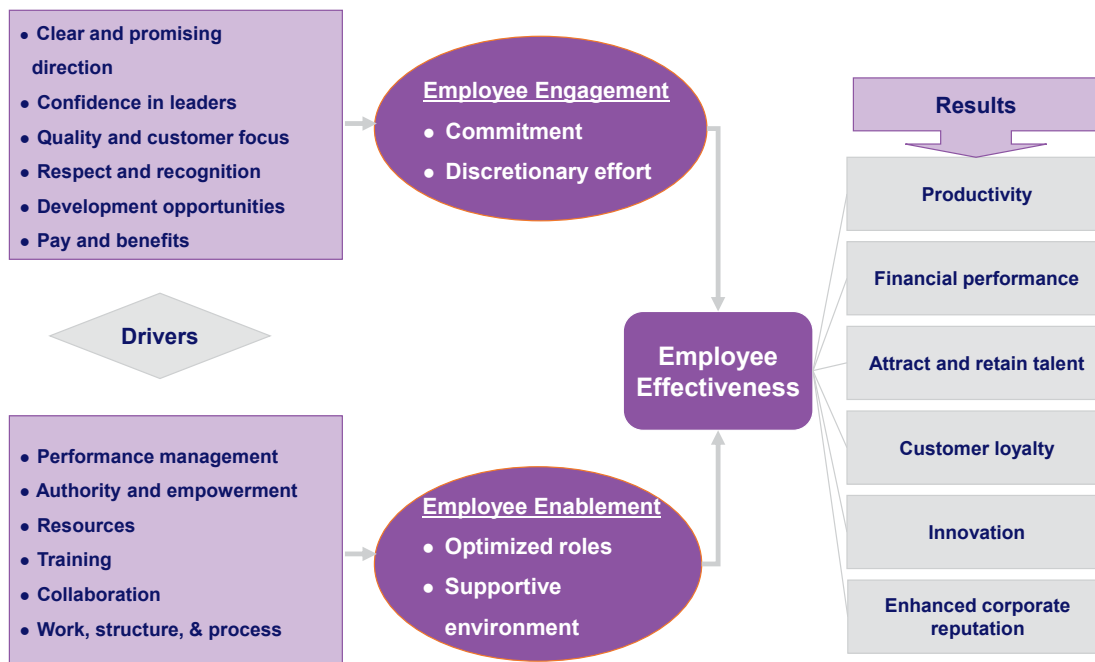 ● Clear and promising
direction
● Confidence in leaders
● Quality and customer focus
● Respect and recognition
● Development opportunities
● Pay and benefits
Employee Engagement
● Commitment
● Discretionary effort
Drivers
● Performance management
● Authority and empowerment
● Resources
● Training
● Collaboration
● Work, structure, & process
Employee Enablement
● Optimized roles
● Supportive
environment
Employee
Effectiveness
Results
Productivity
Financial performance
Attract and retain talent
Customer loyalty
Innovation
Enhanced corporate
reputation